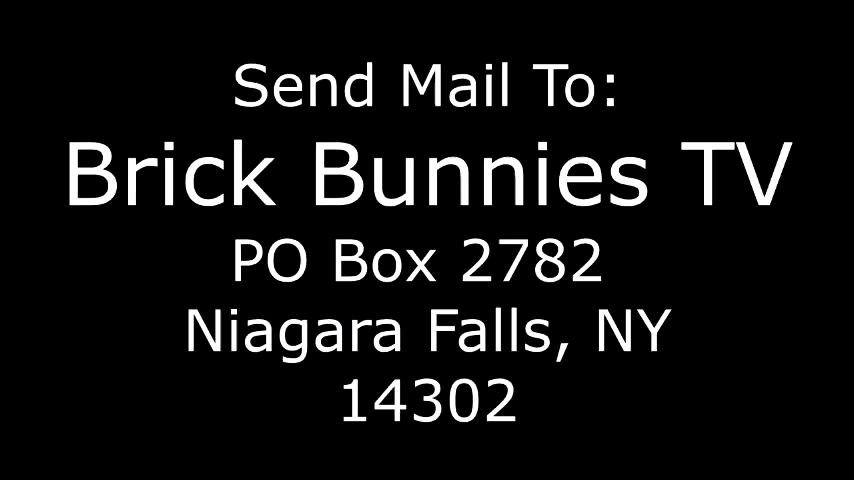 Send Mail To:
Brick Bunnies TV
PO Box 2782
Niagara Falls, NY
14302